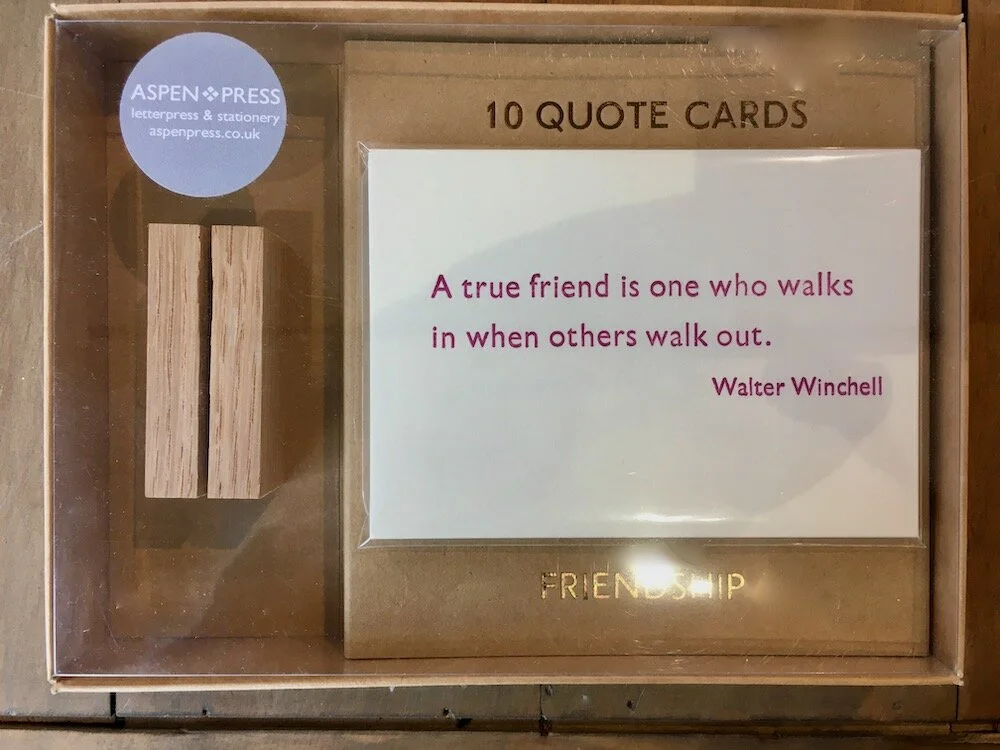 ASPEN❖PRESS
letterpress & stationery
aspenpress.co.uk
10 QUOTE CARDS
A true friend is one who walks
in when others walk out.
Walter Winchell
FRIENDSHIP